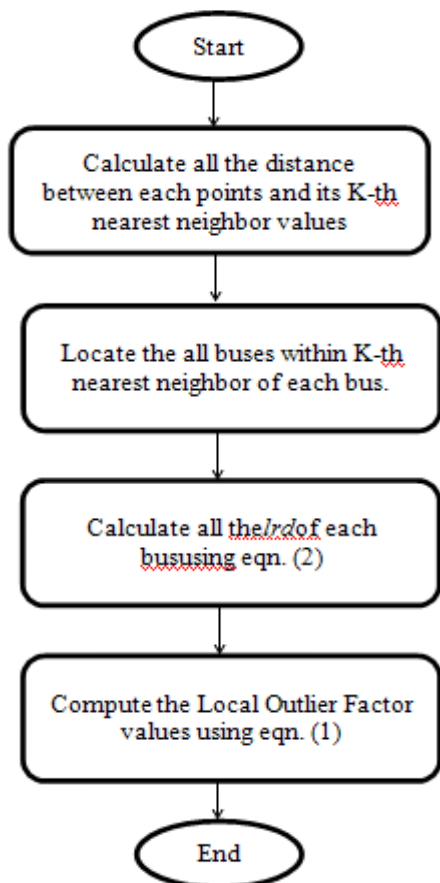 Start
Calculate all the distance
between each points and its K-th
nearest neighbor values
Locate the all buses within K-th
nearest neighbor of each bus.
Calculate all thelrdof each
bususing eqn. (2)
Compute the Local Outlier Factor
values using eqn. (1)
End